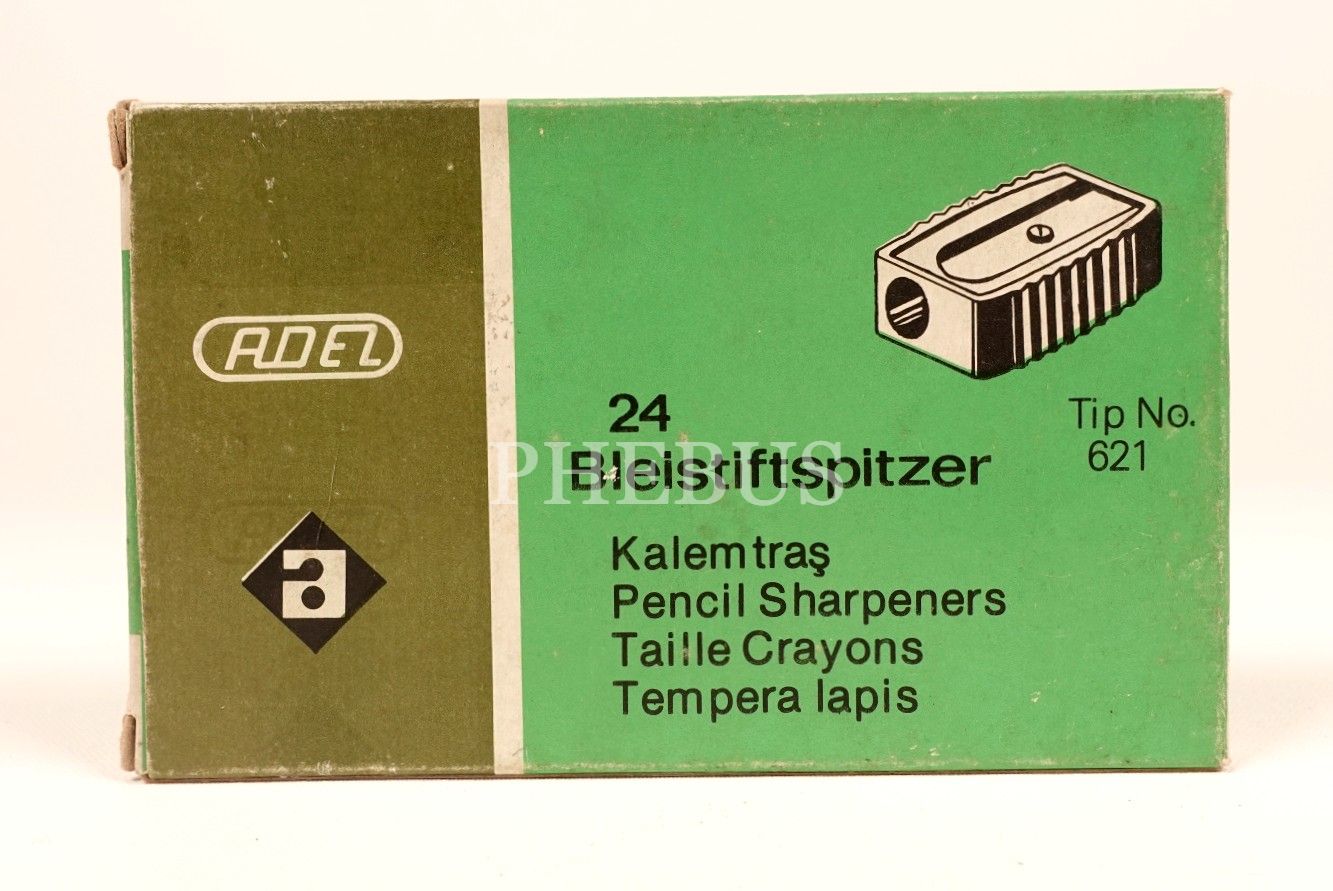 ADEL
a
24
Bleistiftspitzer
Tip No.
621
Kalemtraş
Pencil Sharpeners
Taille Crayons
Tempera lapis
PHEBUS